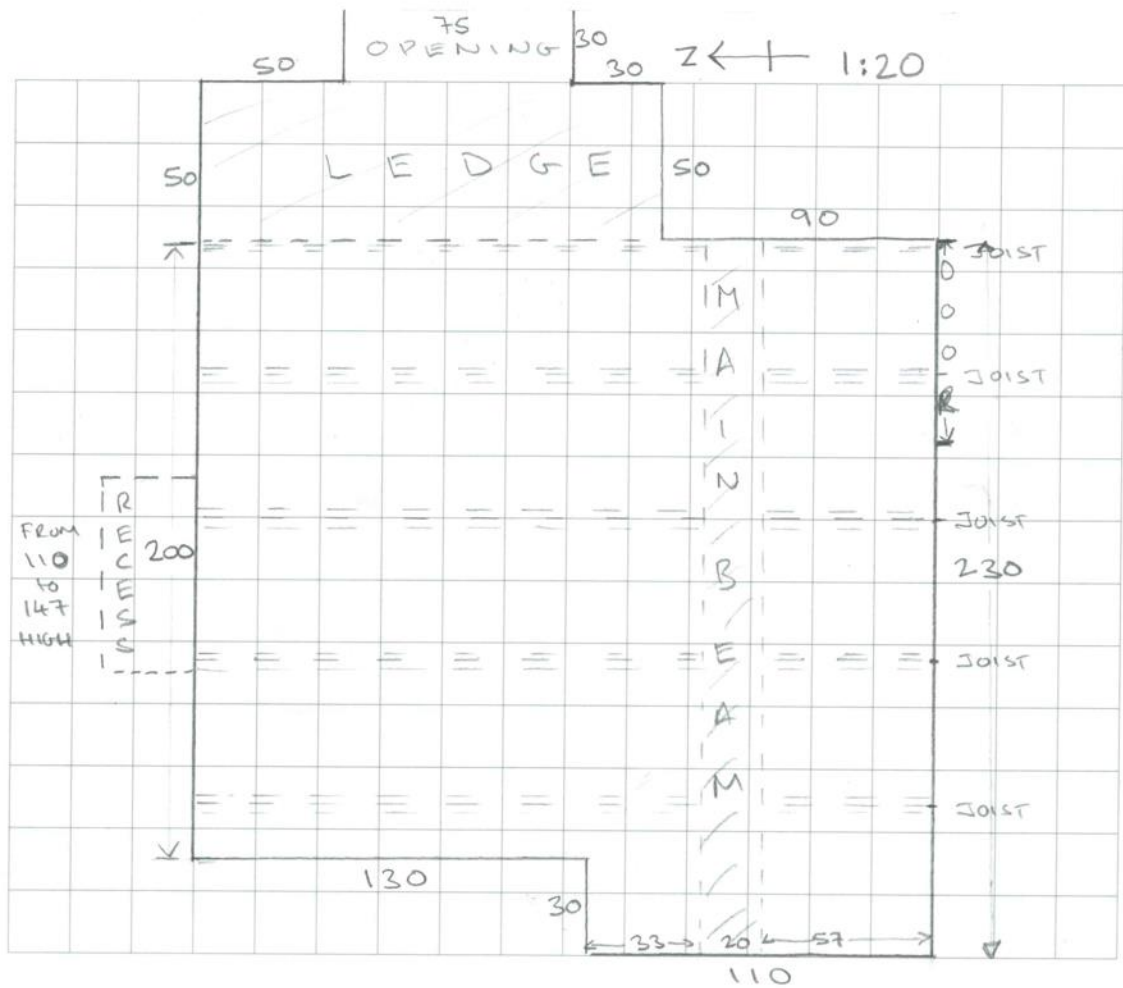 75
OPENING
30
50
30
Z
1:20
LEDGE
50
50
90
JOIST
DOOR
MAIN BEAM
JOIST
RECESS
FROM
110
to
147
HIGH
200
JOIST
230
JOIST
JOIST
130
30
33
20
57
110